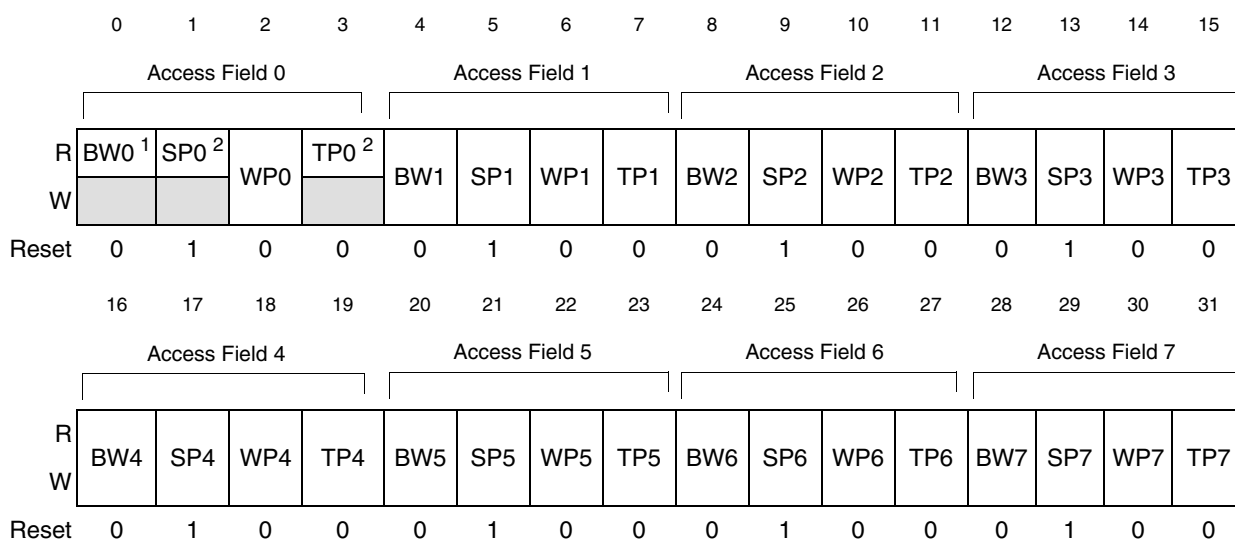 0 1 2 3 4 5 6 7 8 9 10 11 12 13 14 15
Access Field 0 Access Field 1 Access Field 2 Access Field 3
R BW0 1 SP0 2 WP0 TP0 2 BW1 SP1 WP1 TP1 BW2 SP2 WP2 TP2 BW3 SP3 WP3 TP3
W
Reset 0 1 0 0 0 1 0 0 0 1 0 0 0 1 0 0
16 17 18 19 20 21 22 23 24 25 26 27 28 29 30 31
Access Field 4 Access Field 5 Access Field 6 Access Field 7
R
BW4 SP4 WP4 TP4 BW5 SP5 WP5 TP5 BW6 SP6 WP6 TP6 BW7 SP7 WP7 TP7
W
Reset 0 1 0 0 0 1 0 0 0 1 0 0 0 1 0 0